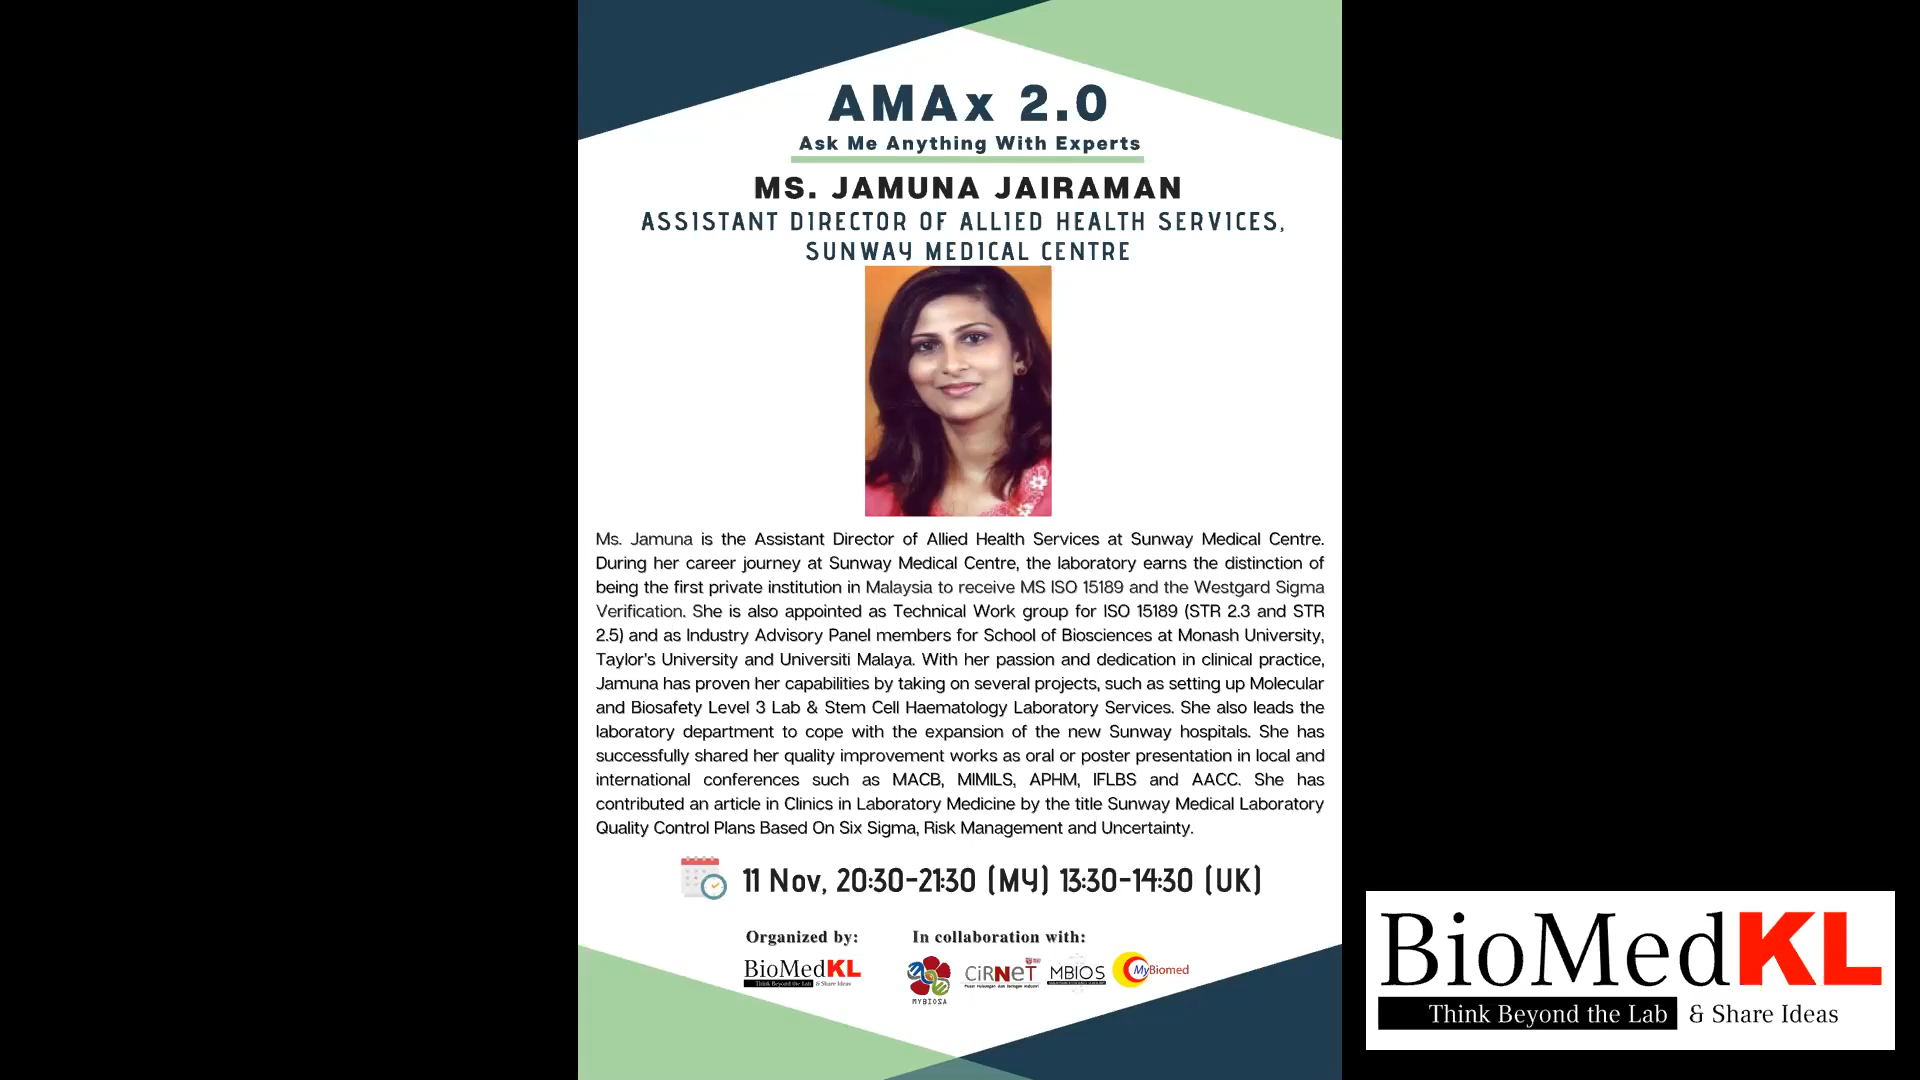 AMAx 2.0
Ask Me Anything With Experts
MS. JAMUNA JAIRAMAN
ASSISTANT DIRECTOR OF ALLIED HEALTH SERVICES,
SUNWAY MEDICAL CENTRE
Ms. Jamuna is the Assistant Director of Allied Health Services at Sunway Medical Centre.
During her career journey at Sunway Medical Centre, the laboratory earns the distinction of
being the first private institution in Malaysia to receive MS ISO 15189 and the Westgard Sigma
Verification. She is also appointed as Technical Work group for ISO 15189 (STR 2.3 and STR
2.5) and as Industry Advisory Panel members for School of Biosciences at Monash University,
Taylor's University and Universiti Malaya. With her passion and dedication in clinical practice,
Jamuna has proven her capabilities by taking on several projects, such as setting up Molecular
and Biosafety Level 3 Lab & Stem Cell Haematology Laboratory Services. She also leads the
laboratory department to cope with the expansion of the new Sunway hospitals. She has
successfully shared her quality improvement works as oral or poster presentation in local and
international conferences such as MACB, MIMILS, APHM, IFLBS and AACC. She has
contributed an article in Clinics in Laboratory Medicine by the title Sunway Medical Laboratory
Quality Control Plans Based On Six Sigma, Risk Management and Uncertainty.
11 Nov, 20:30-21:30 (MY) 13:30-14:30 (UK)
Organized by:
In collaboration with:
BioMedKL
Think Beyond the Lab & Share Ideas
MYBIOSA
CiRNeT
MBIOS
MyBiomed
BioMedKL
Think Beyond the Lab & Share Ideas